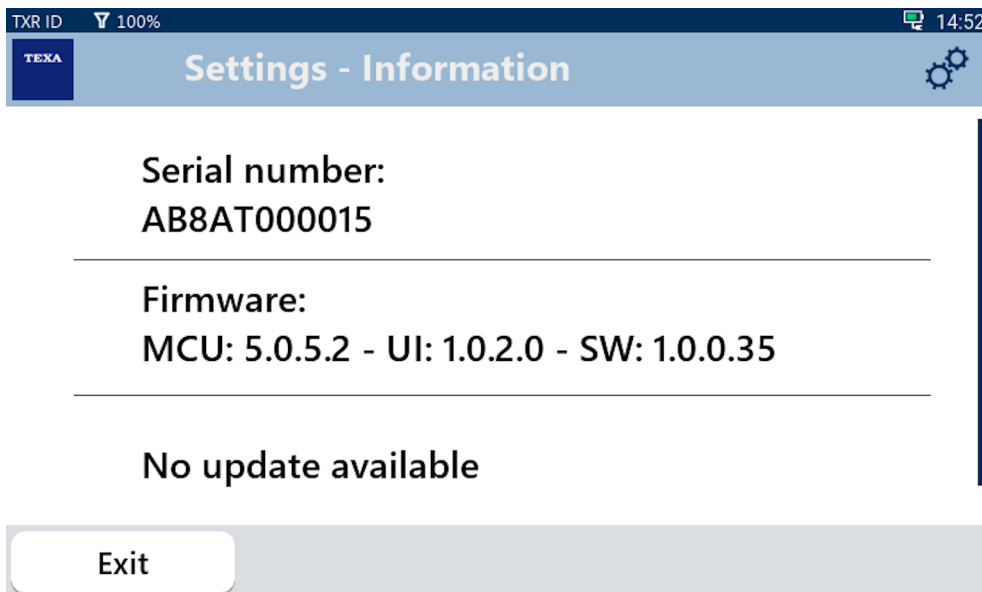 TXR ID 100% 14:52
TEXA Settings - Information
Serial number:
AB8AT000015
Firmware:
MCU: 5.0.5.2 - UI: 1.0.2.0 - SW: 1.0.0.35
No update available
Exit